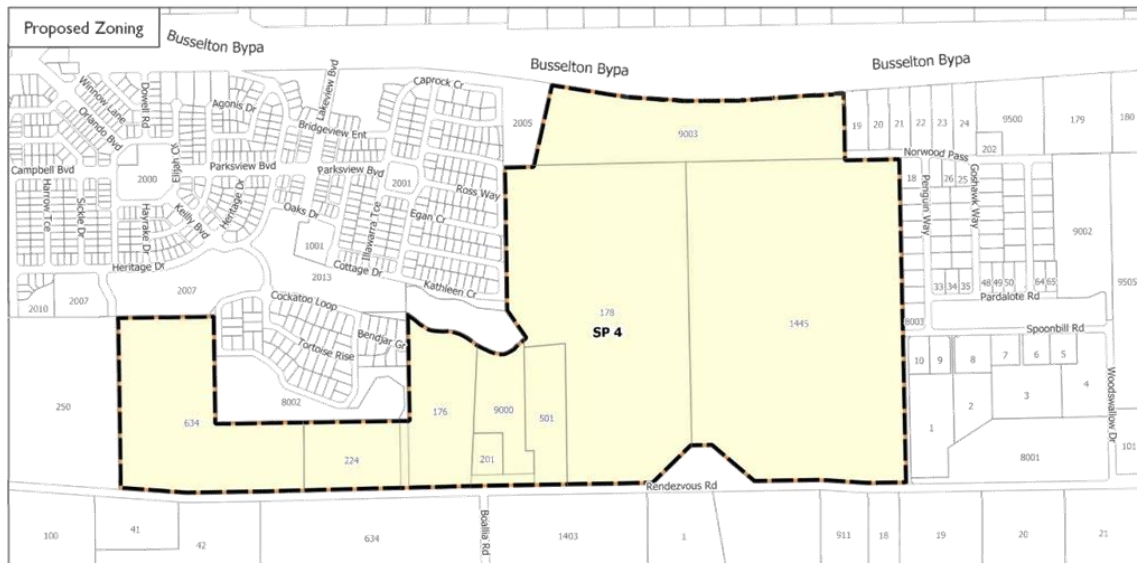 Proposed Zoning
Busselton Bypa
Busselton Bypa
Busselton Bypa
Winnow Lane
Orlando Bvd
Dowell Rd
Agonis Dr
Lakeview Bvd
Bridgeview Ent
Caprock Cr
2005
9003
19
20
21
22
23
24
9500
179
180
202
Norwood Pass
Campbell Bvd
2000
Elijah Ci
Parksview Bvd
Parksview Bvd
2001
Ross Way
18
26
25
Harrow Tce
Sickle Dr
Hayrake Dr
Keilly Bvd
Heritage Dr
Oaks Dr
Illawarra Tce
Egan Cr
Penguin Way
Goshawk Way
9002
1001
Cottage Dr
Kathleen Cr
Heritage Dr
2013
2010
2007
2007
33
34
35
48
49
50
64
65
9505
Pardalote Rd
Cockatoo Loop
Bendjar Gr
Tortoise Rise
178
SP 4
1445
8003
Spoonbill Rd
10
9
8
7
6
5
4
Woodswallow Dr
8002
250
634
176
9000
501
224
201
1
2
3
101
8001
Rendezvous Rd
100
41
42
634
Boallia Rd
1403
1
911
18
19
20
21